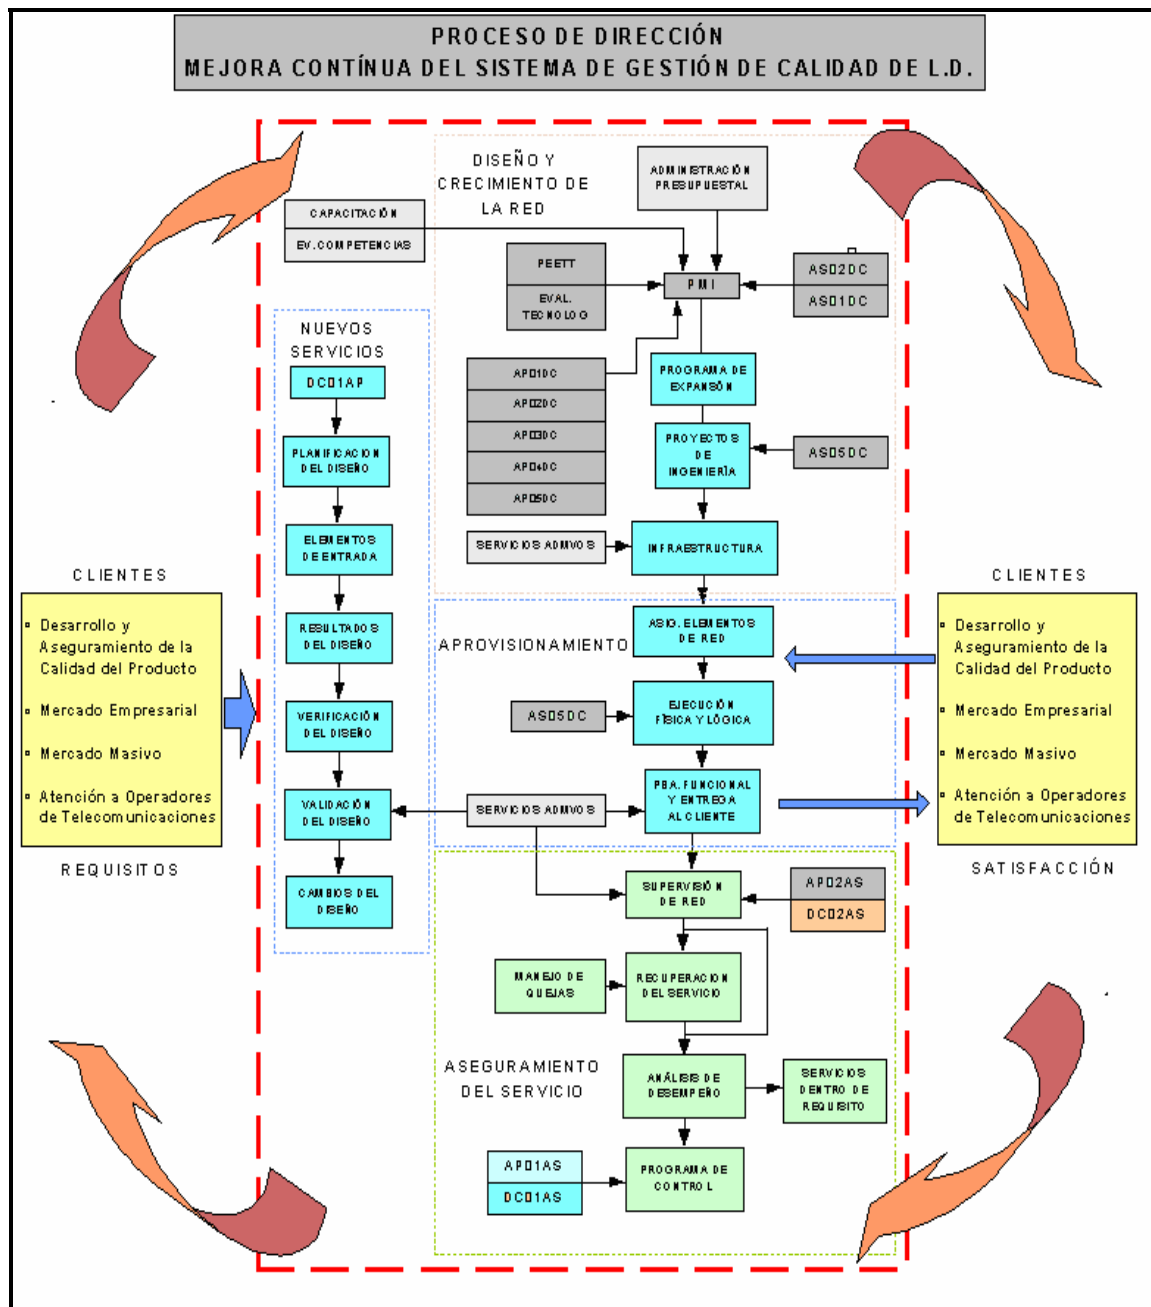 PROCESO DE DIRECCIÓN
MEJORA CONTÍNUA DEL SISTEMA DE GESTIÓN DE CALIDAD DE L.D.
DISEÑO Y
CRECIMIENTO DE
LA RED
ADMINISTRACIÓN
PRESUPUESTAL
CAPACITACIÓN
EV. COMPETENCIAS
PEETT
EVAL.
TECNOLOG
PMI
AS02DC
AS01DC
NUEVOS
SERVICIOS
DC01AP
PLANIFICACION
DEL DISEÑO
ELEMENTOS
DE ENTRADA
RESULTADOS
DEL DISEÑO
VERIFICACIÓN
DEL DISEÑO
VALIDACIÓN
DEL DISEÑO
CAMBIOS DEL
DISEÑO
AP01DC
AP02DC
AP03DC
AP04DC
AP05DC
PROGRAMA DE
EXPANSÓN
PROYECTOS
DE
INGENIERÍA
AS05DC
SERVICIOS ADMVOS
INFRAESTRUCTURA
CLIENTES
Desarrollo y
Aseguramiento de la
Calidad del Producto
Mercado Empresarial
Mercado Masivo
Atención a Operadores
de Telecomunicaciones
REQUISITOS
APROVISIONAMIENTO
ASIG. ELEMENTOS
DE RED
AS05DC
EJECUCIÓN
FÍSICA Y LÓGICA
SERVICIOS ADMVOS
PBA. FUNCIONAL
Y ENTREGA
AL CLIENTE
CLIENTES
Desarrollo y
Aseguramiento de la
Calidad del Producto
Mercado Empresarial
Mercado Masivo
Atención a Operadores
de Telecomunicaciones
SATISFACCIÓN
SUPERVISIÓN
DE RED
AP02AS
DC02AS
MANEJO DE
QUEJAS
RECUPERACION
DEL SERVICIO
ASEGURAMIENTO
DEL SERVICIO
ANÁLISIS DE
DESEMPEÑO
SERVICIOS
DENTRO DE
REQUISITO
AP01AS
DC01AS
PROGRAMA DE
CONTROL